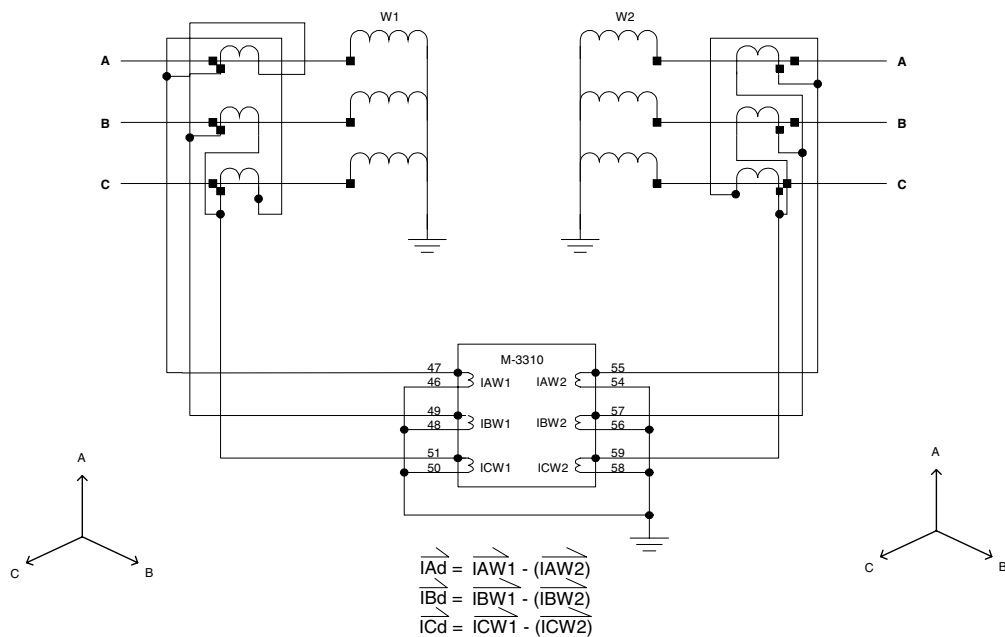 W1
W2
A
A
B
B
C
C
M-3310
47
55
46
IAW1
IAW2
54
49
57
48
IBW1
IBW2
56
51
59
50
ICW1
ICW2
58
A
C
B
A
C
B
IAd = IAW1 - (IAW2)
IBd = IBW1 - (IBW2)
ICd = ICW1 - (ICW2)